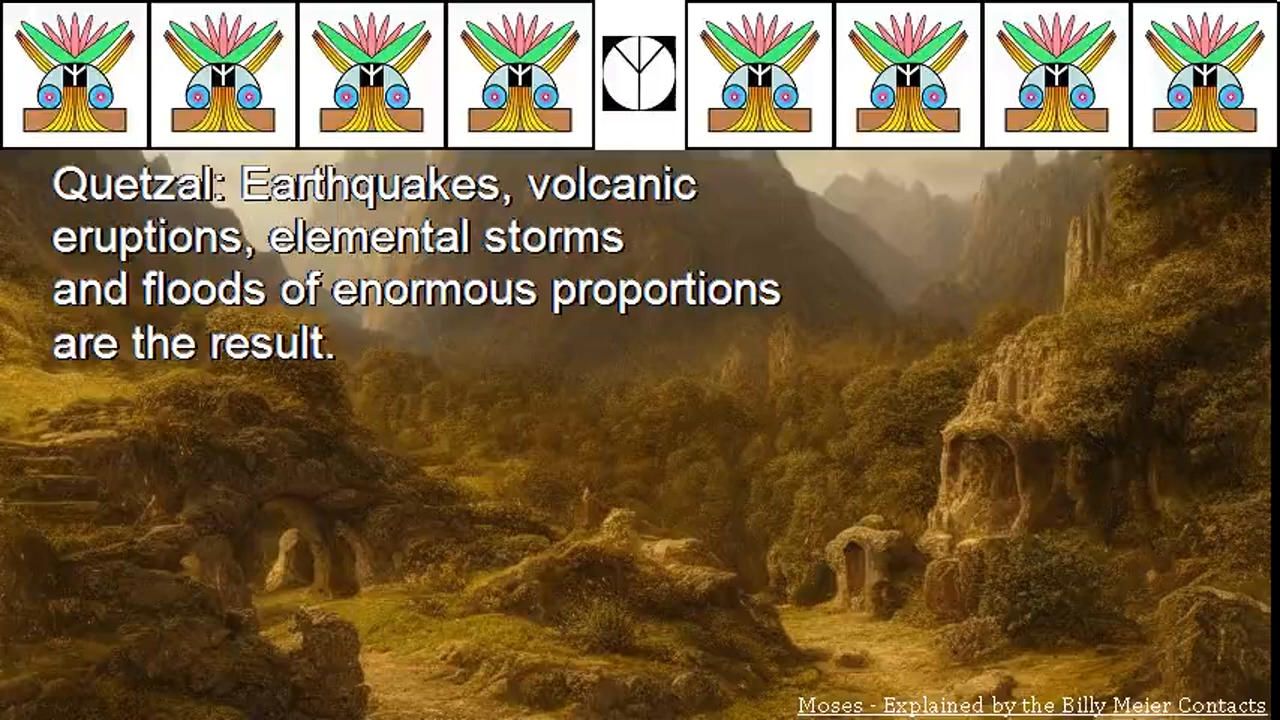 Quetzal: Earthquakes, volcanic
eruptions, elemental storms
and floods of enormous proportions
are the result.
Moses - Explained by the Billy Meier Contacts